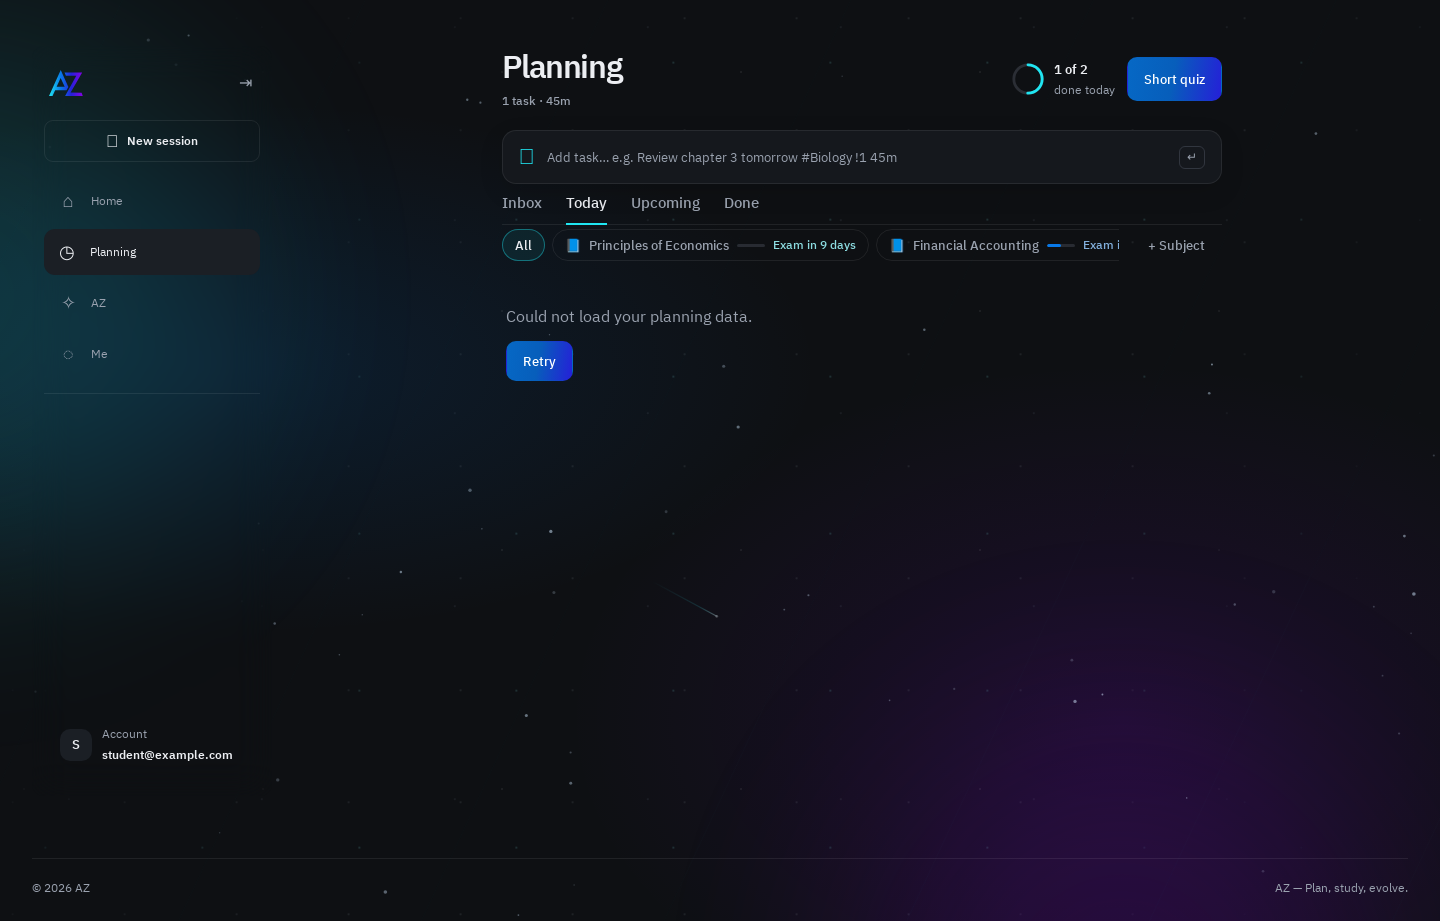 AZ
⇥
New session
Home
Planning
AZ
Me
Account
S
student@example.com
Planning
1 task · 45m
1 of 2
done today
Short quiz
Add task... e.g. Review chapter 3 tomorrow #Biology !1 45m
↵
Inbox Today Upcoming Done
All Principles of Economics Exam in 9 days Financial Accounting Exam i + Subject
Could not load your planning data.
Retry
© 2026 AZ
AZ — Plan, study, evolve.